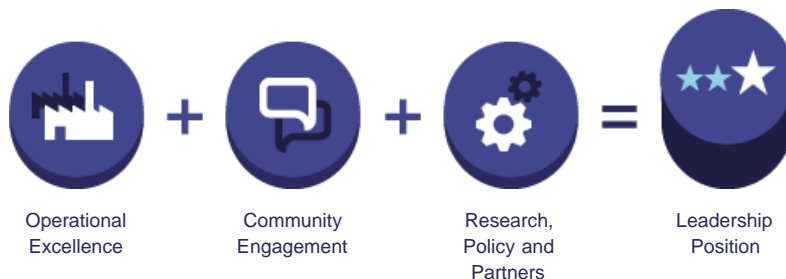 +
+
=
Operational
Excellence
Community
Engagement
Research,
Policy and
Partners
Leadership
Position